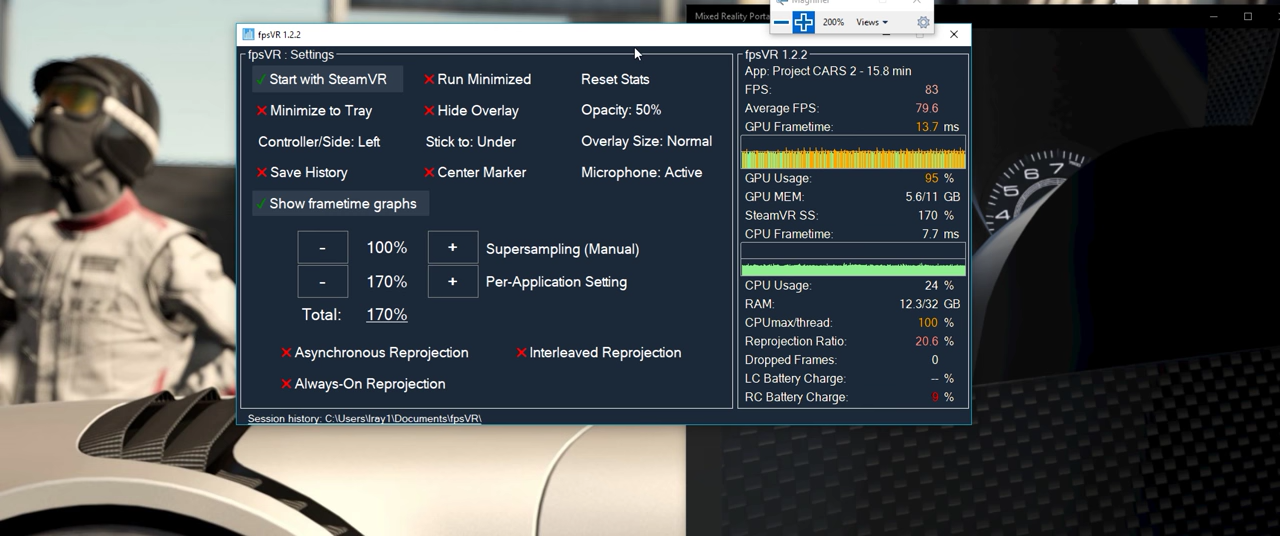 Magnifier
Mixed Reality Porta
200%
Views
fpsVR 1.2.2
fpsVR : Settings
Start with SteamVR
Run Minimized
Reset Stats
Minimize to Tray
Hide Overlay
Opacity: 50%
Controller/Side: Left
Stick to: Under
Overlay Size: Normal
Save History
Center Marker
Microphone: Active
Show frametime graphs
- 100% + Supersampling (Manual)
- 170% + Per-Application Setting
Total: 170%
Asynchronous Reprojection
Interleaved Reprojection
Always-On Reprojection
Session history: C:\Users\lray1\Documents\fpsVR\
fpsVR 1.2.2
App: Project CARS 2 - 15.8 min
FPS: 83
Average FPS: 79.6
GPU Frametime: 13.7 ms
GPU Usage: 95 %
GPU MEM: 5.6/11 GB
SteamVR SS: 170 %
CPU Frametime: 7.7 ms
CPU Usage: 24 %
RAM: 12.3/32 GB
CPUmax/thread: 100 %
Reprojection Ratio: 20.6 %
Dropped Frames: 0
LC Battery Charge: -- %
RC Battery Charge: 9 %
4 5 6 7
FORZA